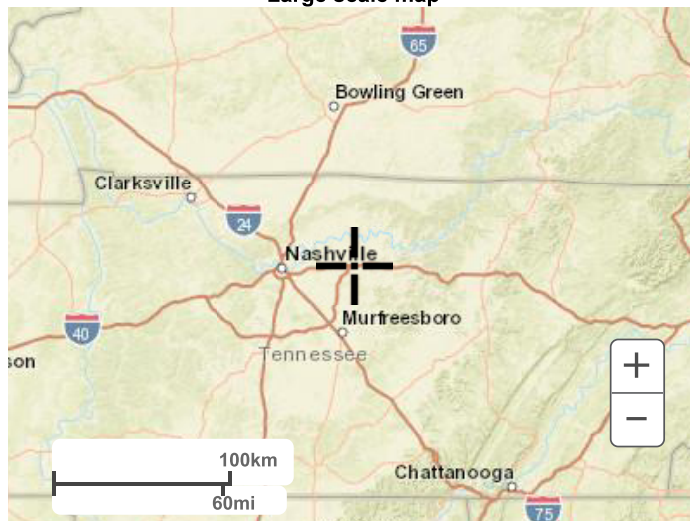 Large scale map
65
Bowling Green
Clarksville
24
Nashville
40
Murfreesboro
son
Tennessee
+
−
100km
60mi
Chattanooga
75